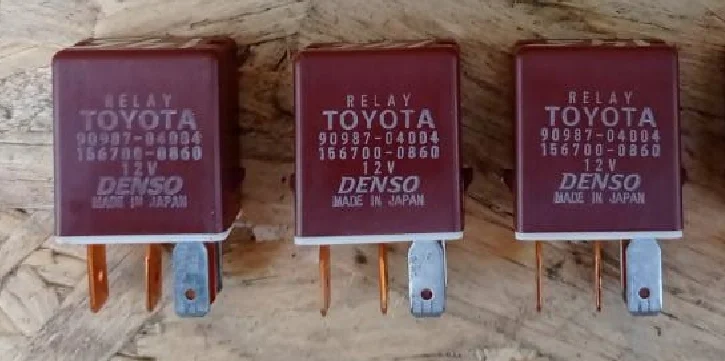 RELAY
TOYOTA
90987-04004
156700-0860
12V
DENSO
MADE IN JAPAN
RELAY
TOYOTA
90987-04004
156700-0860
12V
DENSO
MADE IN JAPAN
RELAY
TOYOTA
90987-04004
156700-0860
12V
DENSO
MADE IN JAPAN